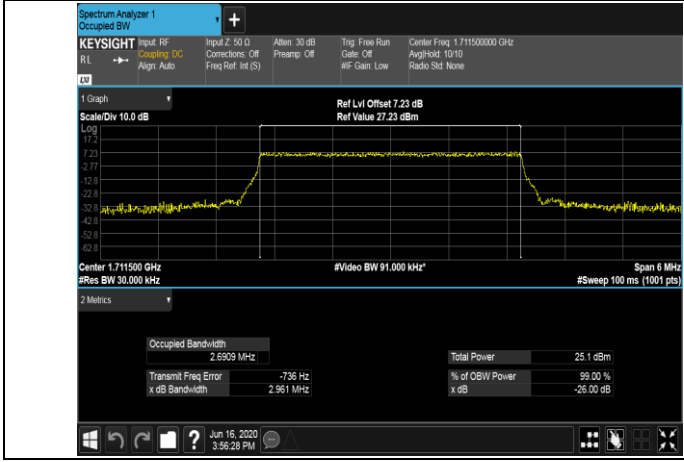 Spectrum Analyzer 1
Occupied BW
+
KEYSIGHT
RL
LXI
Input: RF
Coupling: DC
Align: Auto
Input Z: 50 Ω
Corrections: Off
Freq Ref: Int (S)
Atten: 30 dB
Preamp: Off
Trig: Free Run
Gate: Off
#IF Gain: Low
Center Freq: 1.711500000 GHz
Avg|Hold: 10/10
Radio Std: None
1 Graph
Scale/Div 10.0 dB
Ref Lvl Offset 7.23 dB
Ref Value 27.23 dBm
Log
17.2
7.23
-2.77
-12.8
-22.8
-32.8
-42.8
-52.8
-62.8
Center 1.711500 GHz
#Video BW 91.000 kHz*
Span 6 MHz
#Res BW 30.000 kHz
#Sweep 100 ms (1001 pts)
2 Metrics
Occupied Bandwidth
2.6909 MHz
Total Power 25.1 dBm
Transmit Freq Error -736 Hz
% of OBW Power 99.00 %
x dB Bandwidth 2.961 MHz
x dB -26.00 dB
?
Jun 16, 2020
3:56:28 PM